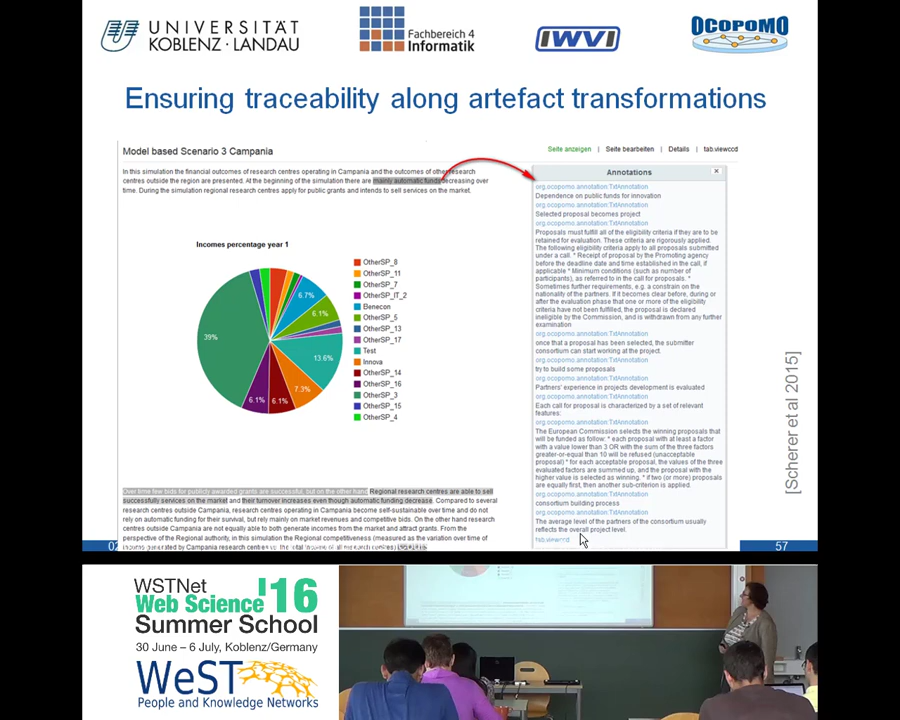 UNIVERSITÄT
KOBLENZ · LANDAU
Fachbereich 4
Informatik
IWVI
OCOPOMO
Ensuring traceability along artefact transformations
Model based Scenario 3 Campania
Seite anzeigen | Seite bearbeiten | Details | tab.viewccd
In this simulation the financial outcomes of research centres operating in Campania and the outcomes of other research
centres outside the region are presented. At the beginning of the simulation there are mainly automatic funds decreasing over
time. During the simulation regional research centres apply for public grants and intends to sell services on the market.
Incomes percentage year 1
39%
6.7%
6.1%
13.6%
7.3%
6.1%
6.1%
OtherSP_8
OtherSP_11
OtherSP_7
OtherSP_IT_2
Benecon
OtherSP_5
OtherSP_13
OtherSP_17
Test
Innova
OtherSP_14
OtherSP_16
OtherSP_3
OtherSP_15
OtherSP_4
Over time few bids for publicly awarded grants are successful, but on the other hand Regional research centres are able to sell
successfully services on the market and their turnover increases even though automatic funding decrease. Compared to several
research centres outside Campania, research centres operating in Campania become self-sustainable over time and do not
rely on automatic funding for their survival, but rely mainly on market revenues and competitive bids. On the other hand research
centres outside Campania are not equally able to both generate incomes from the market and bid attract grants. From the
perspective of the Regional authority, in this simulation the Regional competitiveness (measured as the variation over time of
Annotations
×
org.ocopomo.annotation.TxtAnnotation
Dependence on public funds for innovation
org.ocopomo.annotation.TxtAnnotation
Selected proposal becomes project
org.ocopomo.annotation.TxtAnnotation
Proposals must fulfill all of the eligibility criteria if they are to be
retained for evaluation. These criteria are rigorously applied.
The following eligibility criteria apply to all proposals submitted
under a call. * Receipt of proposal by the Promoting agency
before the deadline date and time established in the call, if
applicable * Minimum conditions (such as number of
participants), as referred to in the call for proposals. *
Sometimes further requirements, e.g. a constrain on the
nationality of the partners. If it becomes clear before, during or
after the evaluation phase that one or more of the eligibility
criteria have not been fulfilled, the proposal is declared
ineligible by the Commission, and is withdrawn from any further
examination
org.ocopomo.annotation.TxtAnnotation
once that a proposal has been selected, the submitter
consortium can start working at the project.
org.ocopomo.annotation.TxtAnnotation
try to build some proposals
org.ocopomo.annotation.TxtAnnotation
Partners' experience in projects development is evaluated
org.ocopomo.annotation.TxtAnnotation
Each call for proposal is characterized by a set of relevant
features:
org.ocopomo.annotation.TxtAnnotation
The European Commission selects the winning proposals that
will be funded as follow: * each proposal with at least a factor
with a value lower than 3 OR with the sum of the three factors
greater-or-equal than 10 will be refused (unacceptable
proposal) * for each acceptable proposal, the values of the three
evaluated factors are summed up, and the proposal with the
higher value is selected as winning. * if two (or more) proposals
are equally first, then another sub-criterion is applied.
org.ocopomo.annotation.TxtAnnotation
consortium building process
org.ocopomo.annotation.TxtAnnotation
The average level of the partners of the consortium usually
reflects the overall project level.
tab.viewccd
[Scherer et al 2015]
57
WSTNet
Web Science '16
Summer School
30 June – 6 July, Koblenz/Germany
WeST
People and Knowledge Networks